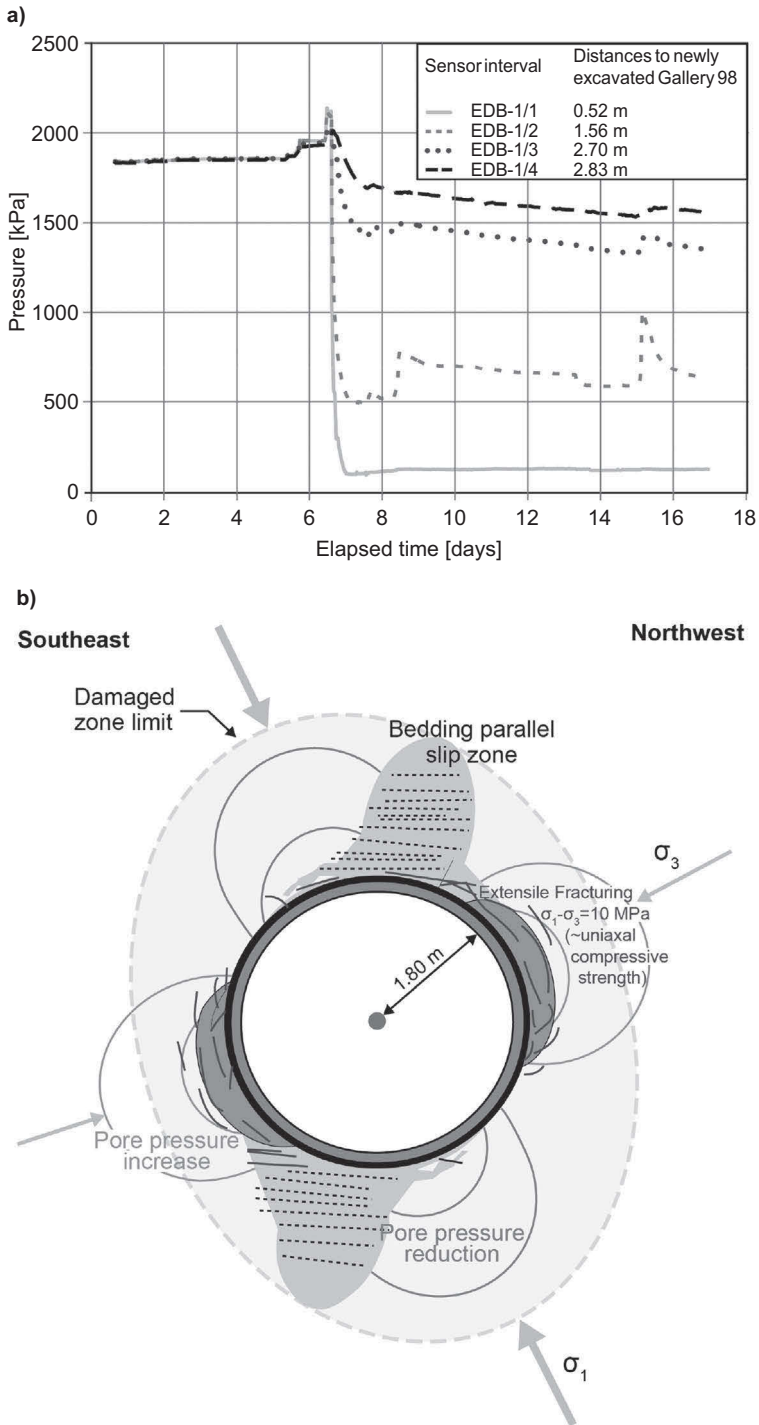 a)
2500
2000
1500
1000
500
0
Pressure [kPa]
0 2 4 6 8 10 12 14 16 18
Elapsed time [days]
Sensor interval
Distances to newly
excavated Gallery 98
EDB-1/1 0.52 m
EDB-1/2 1.56 m
EDB-1/3 2.70 m
EDB-1/4 2.83 m
b)
Southeast
Northwest
Damaged
zone limit
Bedding parallel
slip zone
σ3
Extensile Fracturing
σ1-σ3=10 MPa
(~uniaxal
compressive
strength)
1.80 m
Pore pressure
increase
Pore pressure
reduction
σ1